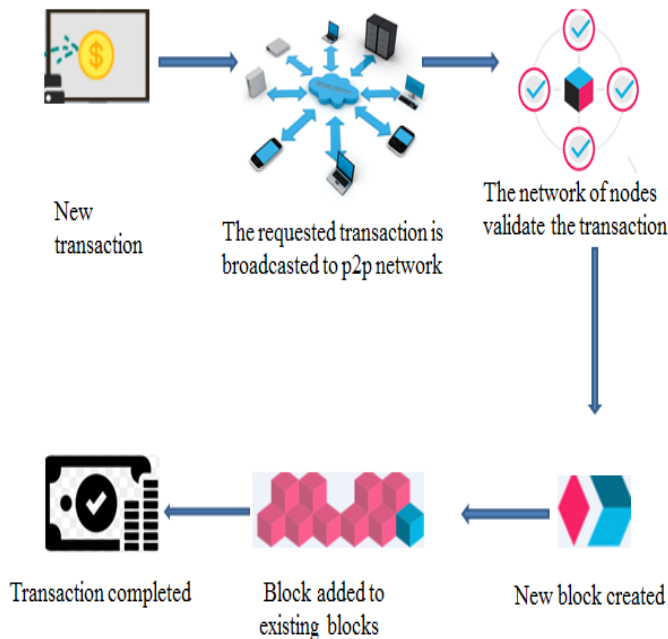 New
transaction
The requested transaction is
broadcasted to p2p network
The network of nodes
validate the transaction
Transaction completed
Block added to
existing blocks
New block created